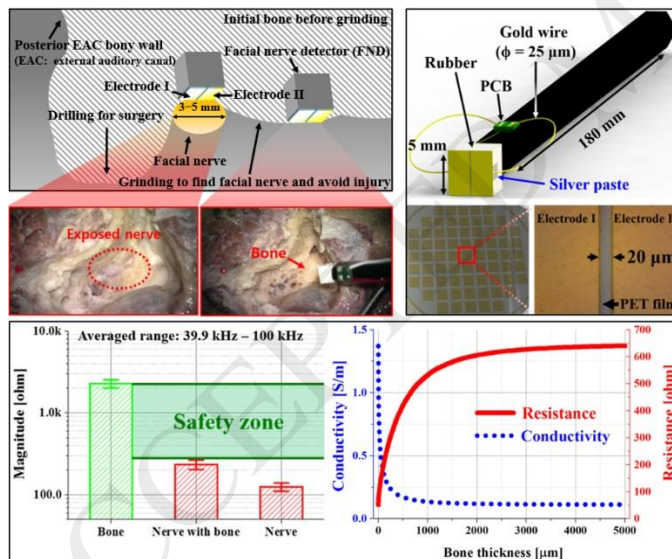 Initial bone before grinding
Posterior EAC bony wall
(EAC: external auditory canal)
Facial nerve
detector (FND)
Electrode I
Electrode II
3–5 mm
Drilling for surgery
Facial nerve
Grinding to find facial nerve and avoid injury
Exposed nerve
Bone
Gold wire
(ϕ = 25 μm)
Rubber
PCB
180 mm
5 mm
Silver paste
Electrode I
Electrode I
20 μm
PET film
Averaged range: 39.9 kHz – 100 kHz
10.0k
1.0k
100.0
Magnitude [ohm]
Safety zone
Bone
Nerve with bone
Nerve
1.5
1.0
0.5
0.0
Conductivity [S/m]
Resistance
Conductivity
700
600
500
400
300
200
100
0
Resistance [ohm]
0
1000
2000
3000
4000
5000
Bone thickness [μm]